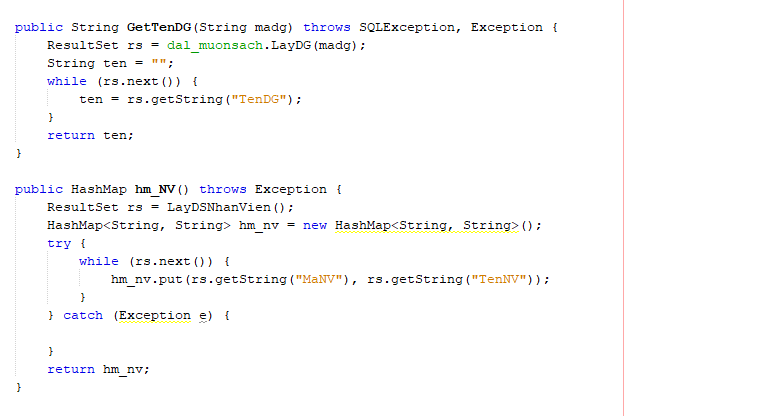 public String GetTenDG(String madg) throws SQLException, Exception {
    ResultSet rs = dal_muonsach.LayDG(madg);
    String ten = "";
    while (rs.next()) {
        ten = rs.getString("TenDG");
    }
    return ten;
}

public HashMap hm_NV() throws Exception {
    ResultSet rs = LayDSNhanVien();
    HashMap<String, String> hm_nv = new HashMap<String, String>();
    try {
        while (rs.next()) {
            hm_nv.put(rs.getString("MaNV"), rs.getString("TenNV"));
        }
    } catch (Exception e) {

    }
    return hm_nv;
}